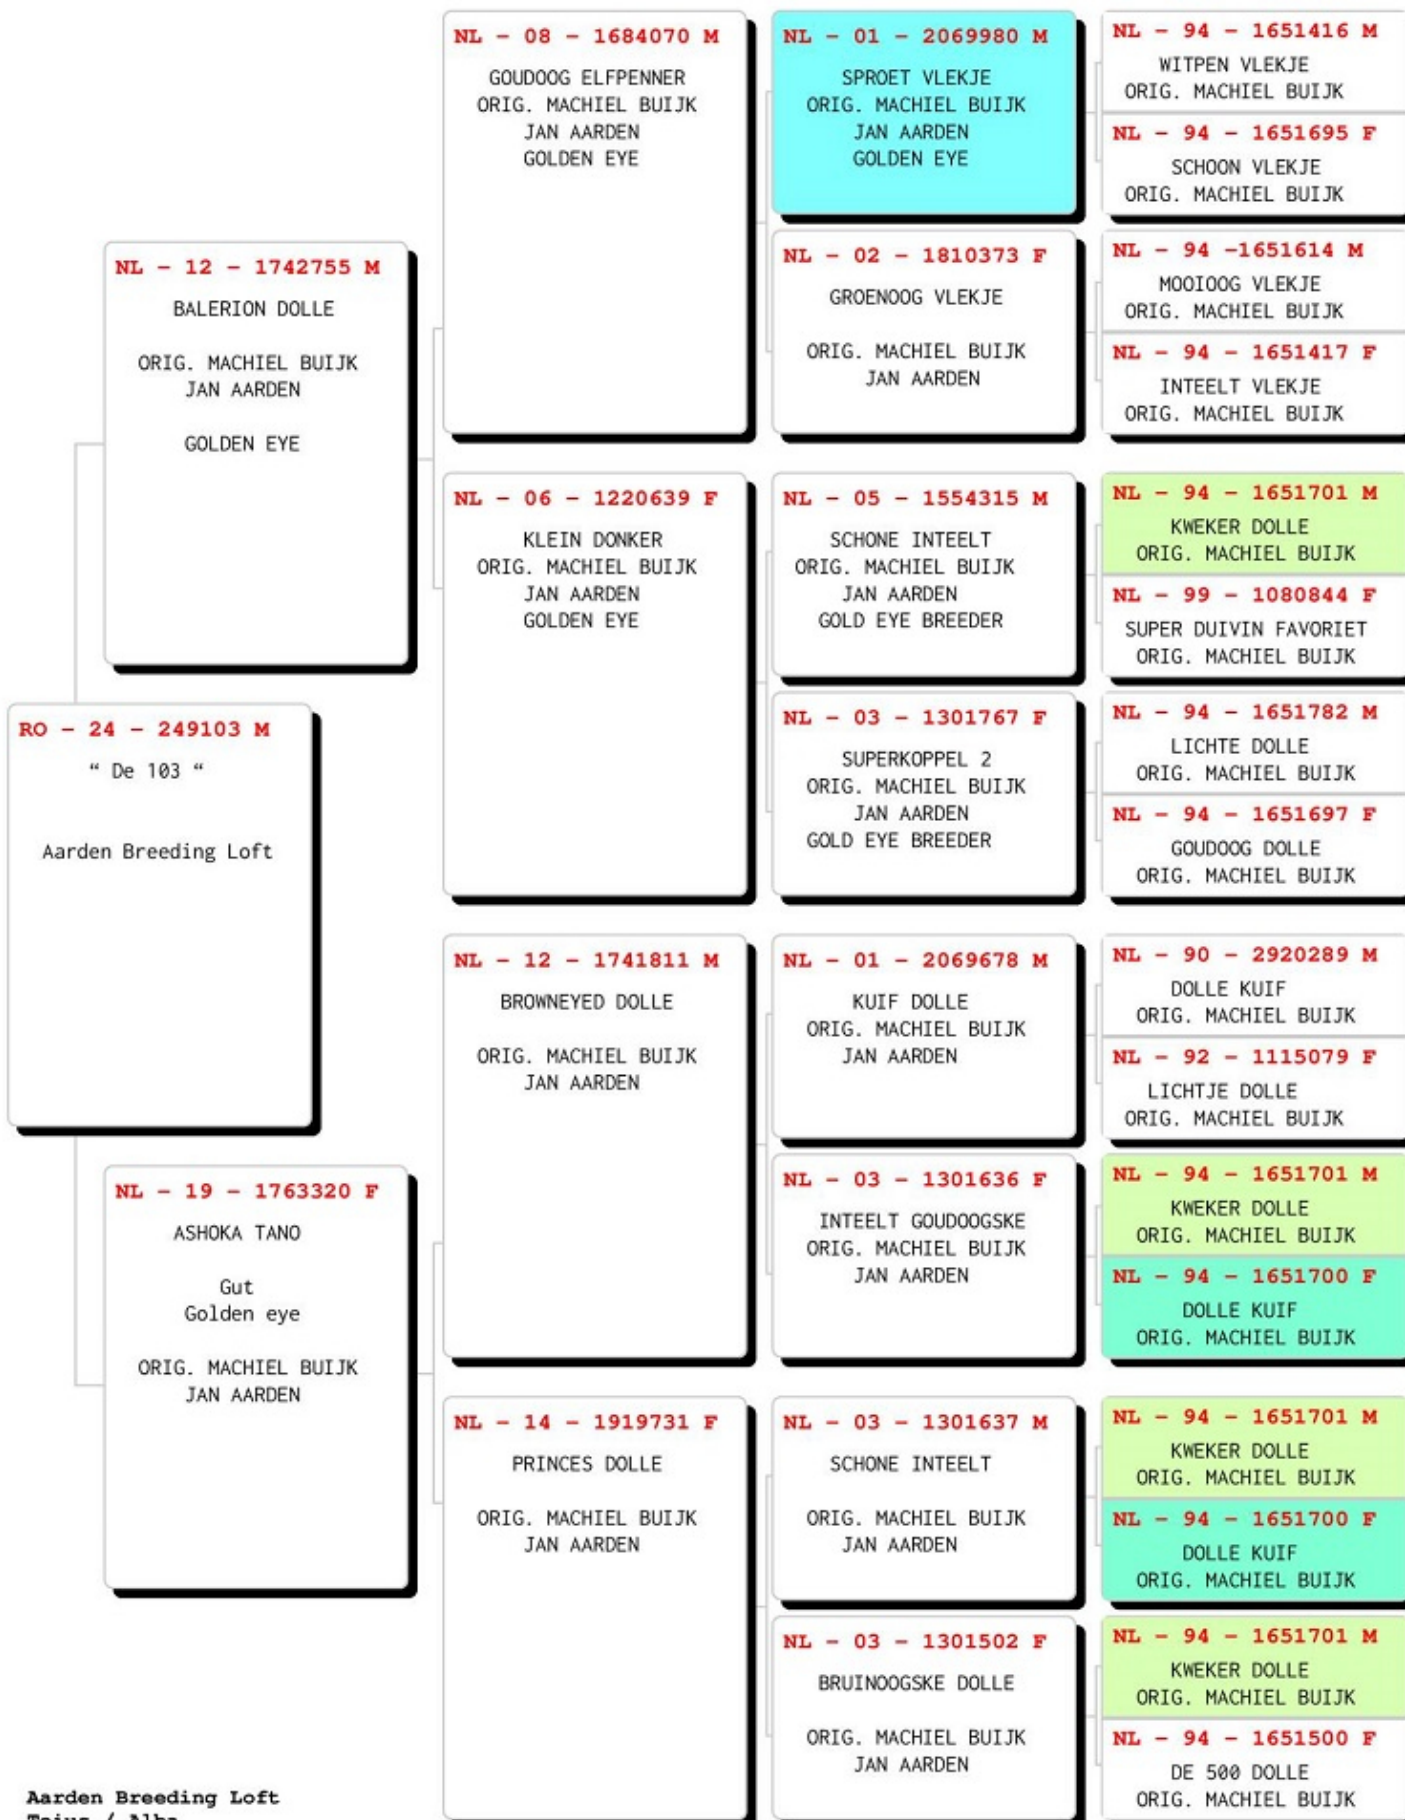 RO - 24 - 249103 M
“ De 103 “
Aarden Breeding Loft
NL - 12 - 1742755 M
BALERION DOLLE
ORIG. MACHIEL BUIJK
JAN AARDEN
GOLDEN EYE
NL - 19 - 1763320 F
ASHOKA TANO
Gut
Golden eye
ORIG. MACHIEL BUIJK
JAN AARDEN
NL - 08 - 1684070 M
GOUDOOG ELFPENNER
ORIG. MACHIEL BUIJK
JAN AARDEN
GOLDEN EYE
NL - 06 - 1220639 F
KLEIN DONKER
ORIG. MACHIEL BUIJK
JAN AARDEN
GOLDEN EYE
NL - 12 - 1741811 M
BROWNEYED DOLLE
ORIG. MACHIEL BUIJK
JAN AARDEN
NL - 14 - 1919731 F
PRINCES DOLLE
ORIG. MACHIEL BUIJK
JAN AARDEN
NL - 01 - 2069980 M
SPROET VLEKJE
ORIG. MACHIEL BUIJK
JAN AARDEN
GOLDEN EYE
NL - 02 - 1810373 F
GROENOOG VLEKJE
ORIG. MACHIEL BUIJK
JAN AARDEN
NL - 05 - 1554315 M
SCHONE INTEELT
ORIG. MACHIEL BUIJK
JAN AARDEN
GOLD EYE BREEDER
NL - 03 - 1301767 F
SUPERKOPPEL 2
ORIG. MACHIEL BUIJK
JAN AARDEN
GOLD EYE BREEDER
NL - 01 - 2069678 M
KUIF DOLLE
ORIG. MACHIEL BUIJK
JAN AARDEN
NL - 03 - 1301636 F
INTEELT GOUDOOGSKE
ORIG. MACHIEL BUIJK
JAN AARDEN
NL - 03 - 1301637 M
SCHONE INTEELT
ORIG. MACHIEL BUIJK
JAN AARDEN
NL - 03 - 1301502 F
BRUINOOGSKE DOLLE
ORIG. MACHIEL BUIJK
JAN AARDEN
NL - 94 - 1651416 M
WITPEN VLEKJE
ORIG. MACHIEL BUIJK
NL - 94 - 1651695 F
SCHOON VLEKJE
ORIG. MACHIEL BUIJK
NL - 94 -1651614 M
MOOIOOG VLEKJE
ORIG. MACHIEL BUIJK
NL - 94 - 1651417 F
INTEELT VLEKJE
ORIG. MACHIEL BUIJK
NL - 94 - 1651701 M
KWEKER DOLLE
ORIG. MACHIEL BUIJK
NL - 99 - 1080844 F
SUPER DUIVIN FAVORIET
ORIG. MACHIEL BUIJK
NL - 94 - 1651782 M
LICHTE DOLLE
ORIG. MACHIEL BUIJK
NL - 94 - 1651697 F
GOUDOOG DOLLE
ORIG. MACHIEL BUIJK
NL - 90 - 2920289 M
DOLLE KUIF
ORIG. MACHIEL BUIJK
NL - 92 - 1115079 F
LICHTJE DOLLE
ORIG. MACHIEL BUIJK
NL - 94 - 1651701 M
KWEKER DOLLE
ORIG. MACHIEL BUIJK
NL - 94 - 1651700 F
DOLLE KUIF
ORIG. MACHIEL BUIJK
NL - 94 - 1651701 M
KWEKER DOLLE
ORIG. MACHIEL BUIJK
NL - 94 - 1651700 F
DOLLE KUIF
ORIG. MACHIEL BUIJK
NL - 94 - 1651701 M
KWEKER DOLLE
ORIG. MACHIEL BUIJK
NL - 94 - 1651500 F
DE 500 DOLLE
ORIG. MACHIEL BUIJK
Aarden Breeding Loft